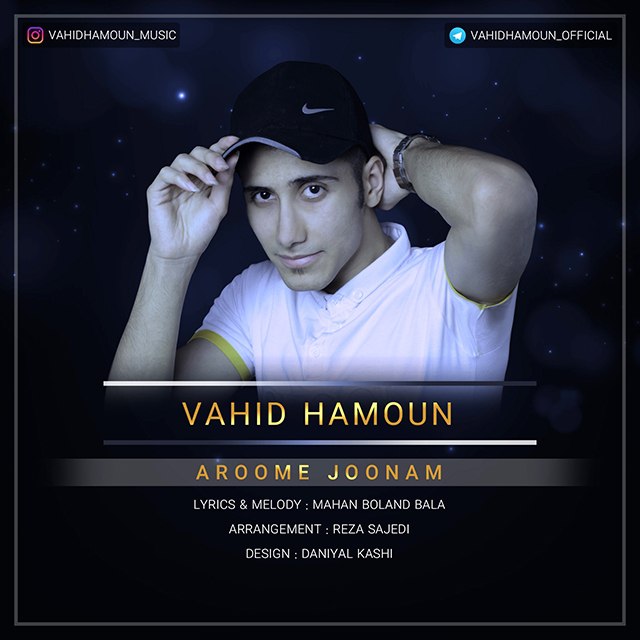 VAHIDHAMOUN_MUSIC
VAHIDHAMOUN_OFFICIAL
VAHID HAMOUN
AROOME JOONAM
LYRICS & MELODY : MAHAN BOLAND BALA
ARRANGEMENT : REZA SAJEDI
DESIGN : DANIYAL KASHI